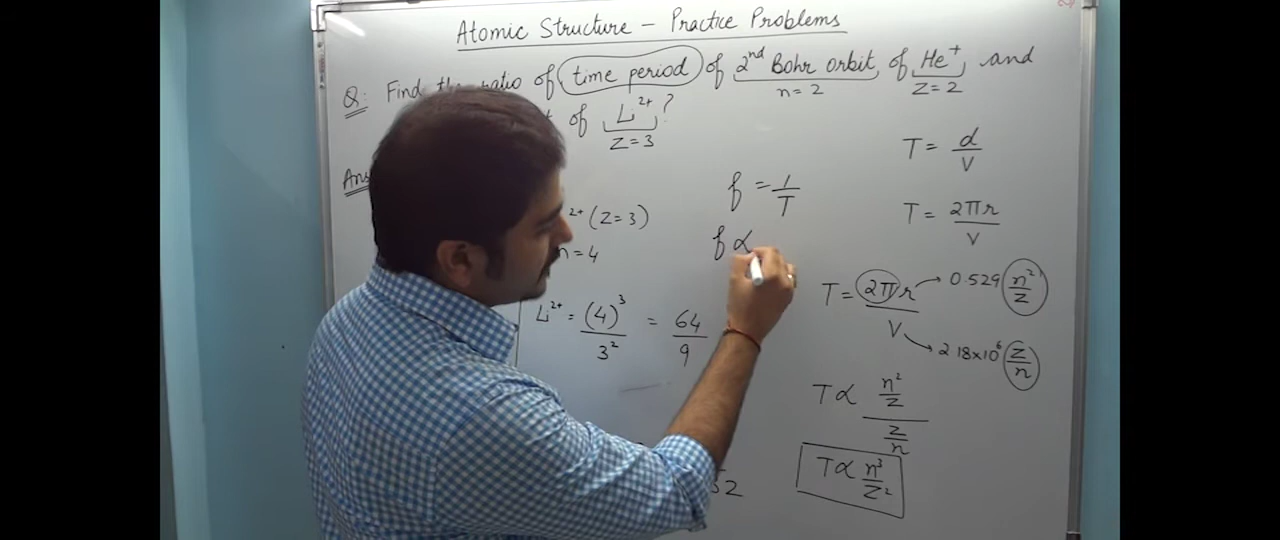 Atomic Structure – Practice Problems
Q: Find the ratio of time period of 2nd Bohr orbit of He⁺ and
n = 2
Z = 2
of Li²⁺?
Z = 3
Ans
²⁺ (Z = 3)
n = 4
Li²⁺ = (4)³/3² = 64/9
52
f = 1/T
f ∝
T = d/V
T = 2πr/V
T = 2πr/V
→ 0.529 n²/Z
→ 2.18×10⁶ Z/n
T ∝ (n²/Z)/(Z/n)
T ∝ n³/Z²